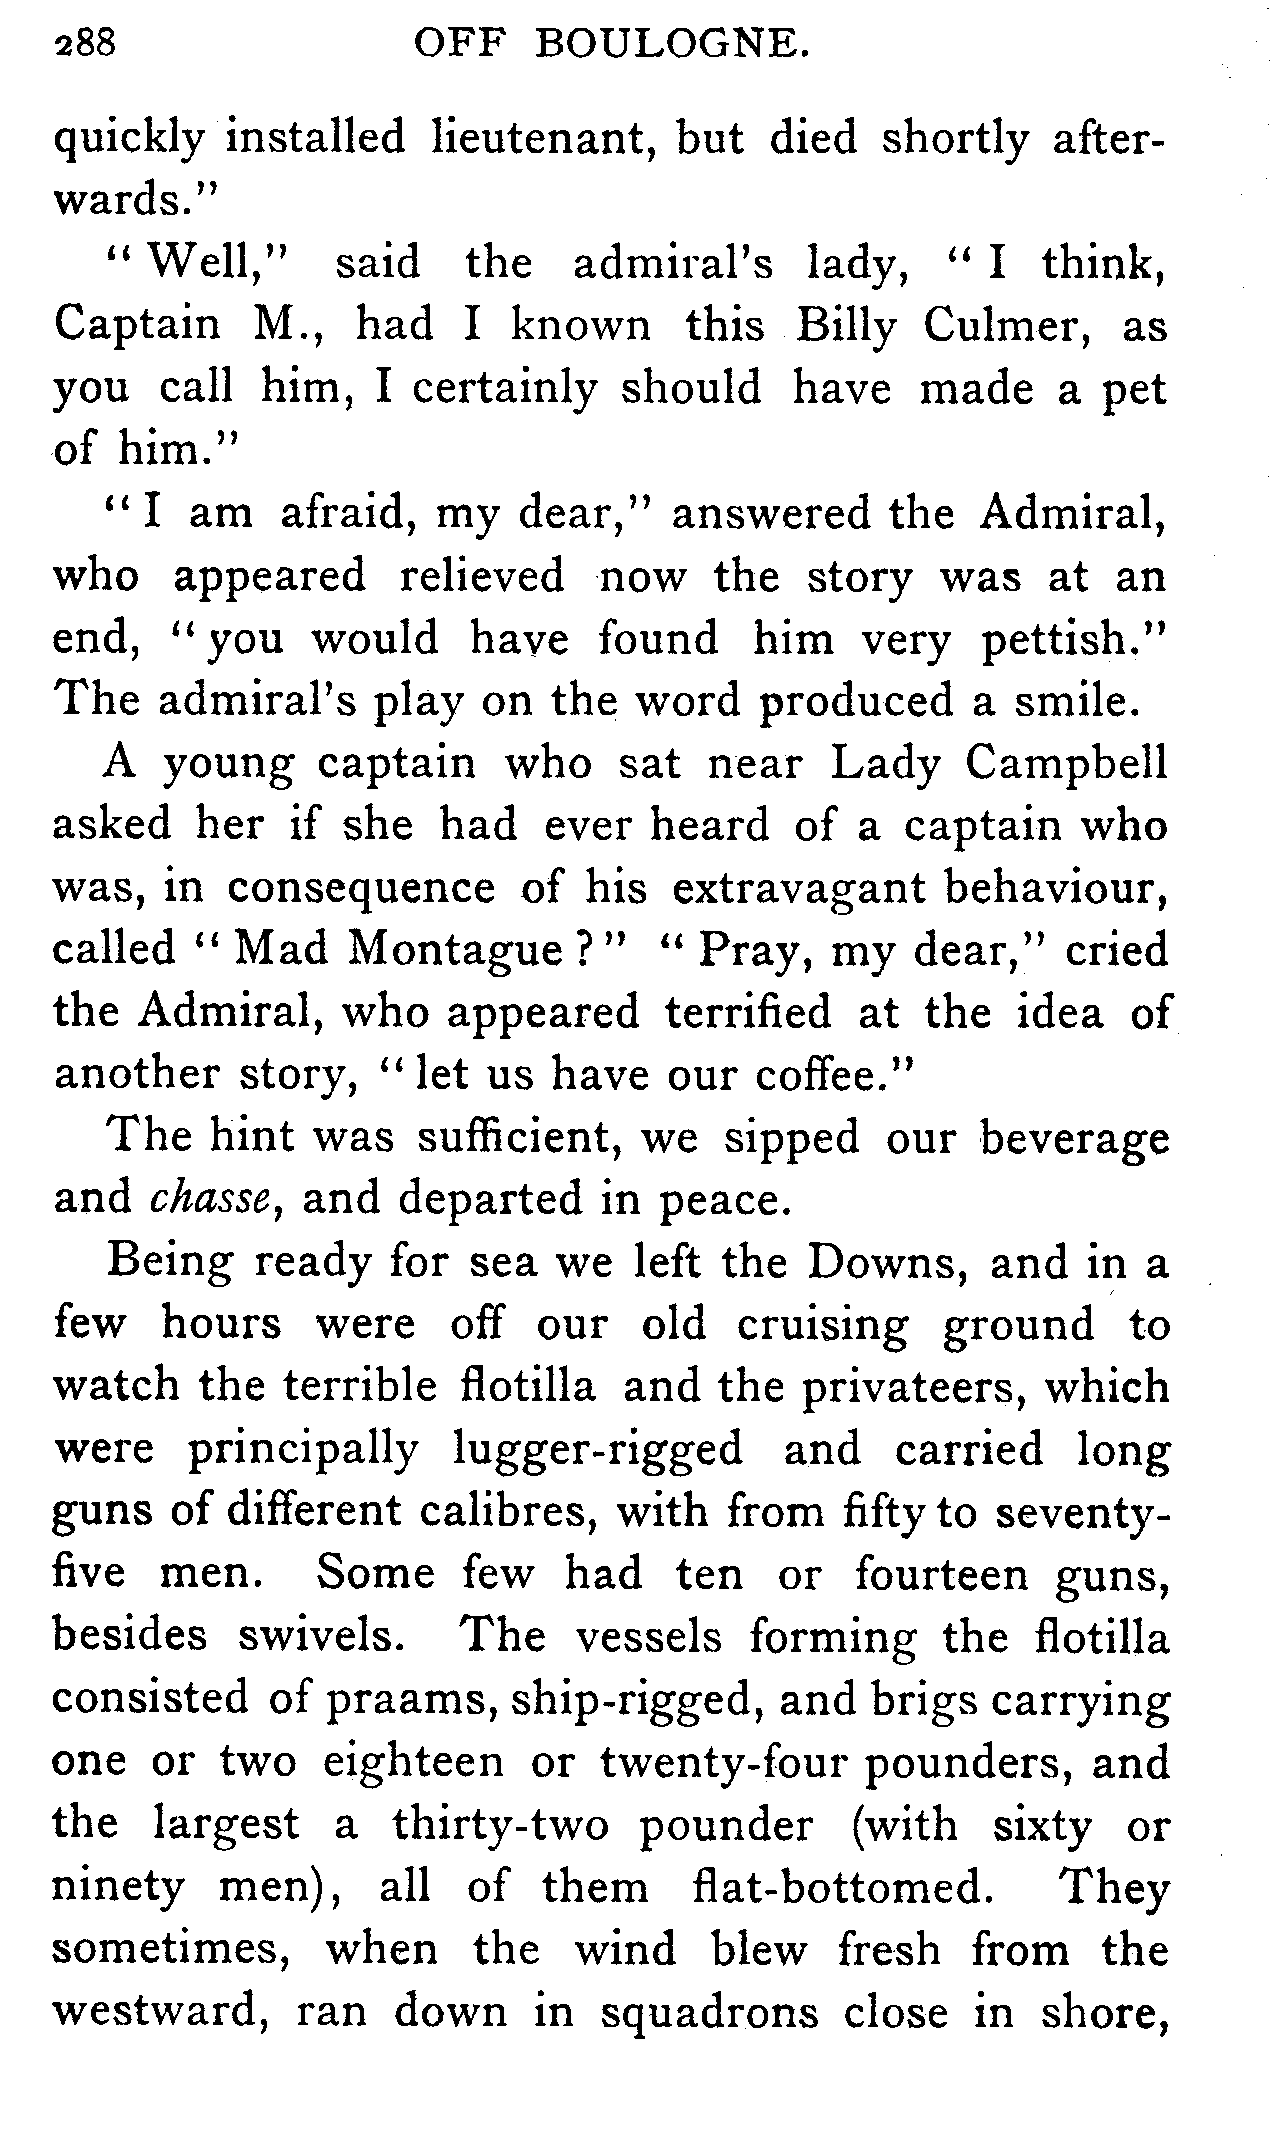 288 OFF BOULOGNE.
quickly installed lieutenant, but died shortly after-
wards."
" Well," said the admiral's lady, " I think,
Captain M., had I known this Billy Culmer, as
you call him, I certainly should have made a pet
of him."
" I am afraid, my dear," answered the Admiral,
who appeared relieved now the story was at an
end, " you would have found him very pettish."
The admiral's play on the word produced a smile.
A young captain who sat near Lady Campbell
asked her if she had ever heard of a captain who
was, in consequence of his extravagant behaviour,
called " Mad Montague ? " " Pray, my dear," cried
the Admiral, who appeared terrified at the idea of
another story, " let us have our coffee."
The hint was sufficient, we sipped our beverage
and chasse, and departed in peace.
Being ready for sea we left the Downs, and in a
few hours were off our old cruising ground to
watch the terrible flotilla and the privateers, which
were principally lugger-rigged and carried long
guns of different calibres, with from fifty to seventy-
five men. Some few had ten or fourteen guns,
besides swivels. The vessels forming the flotilla
consisted of praams, ship-rigged, and brigs carrying
one or two eighteen or twenty-four pounders, and
the largest a thirty-two pounder (with sixty or
ninety men), all of them flat-bottomed. They
sometimes, when the wind blew fresh from the
westward, ran down in squadrons close in shore,